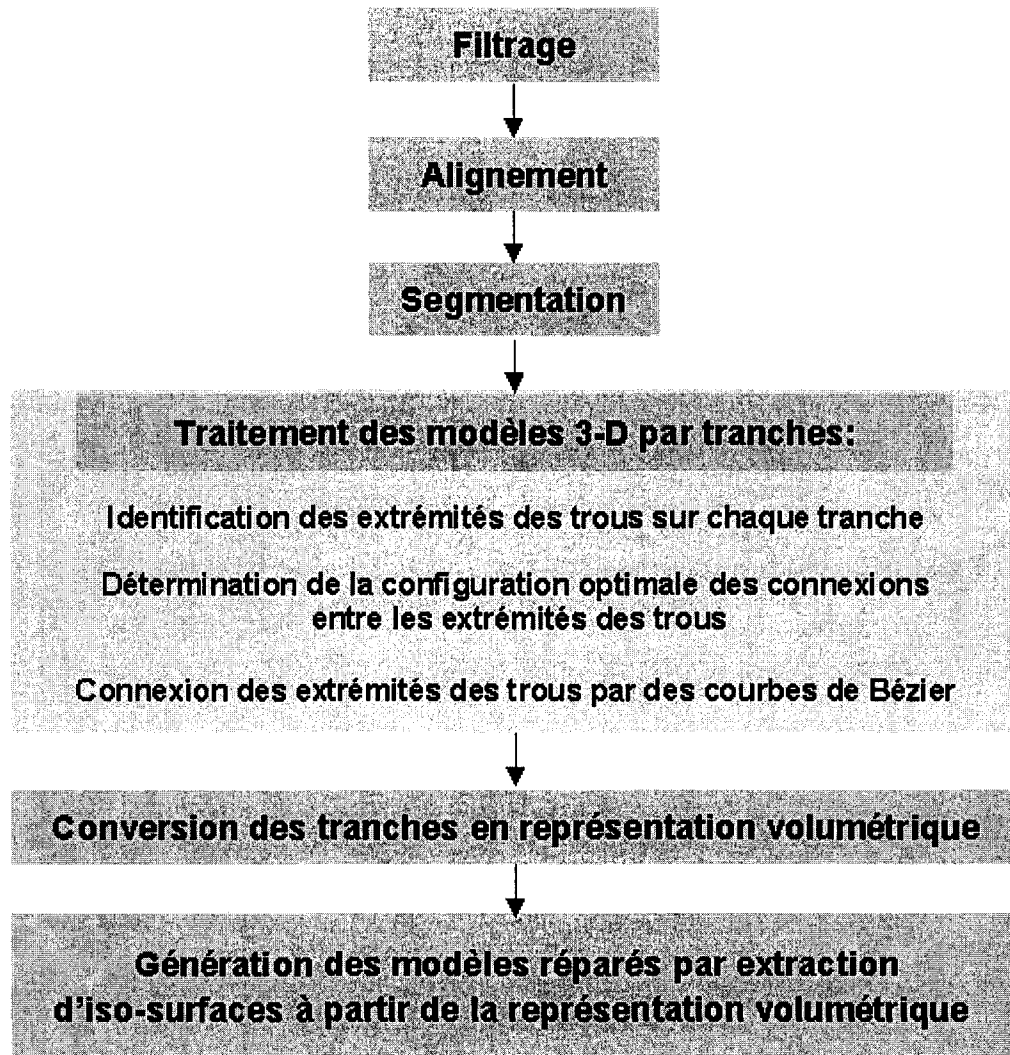 Filtrage
Alignement
Segmentation
Traitement des modèles 3-D par tranches:
Identification des extrémités des trous sur chaque tranche
Détermination de la configuration optimale des connexions
entre les extrémités des trous
Connexion des extrémités des trous par des courbes de Bézier
Conversion des tranches en représentation volumétrique
Génération des modèles réparés par extraction
d'iso-surfaces à partir de la représentation volumétrique